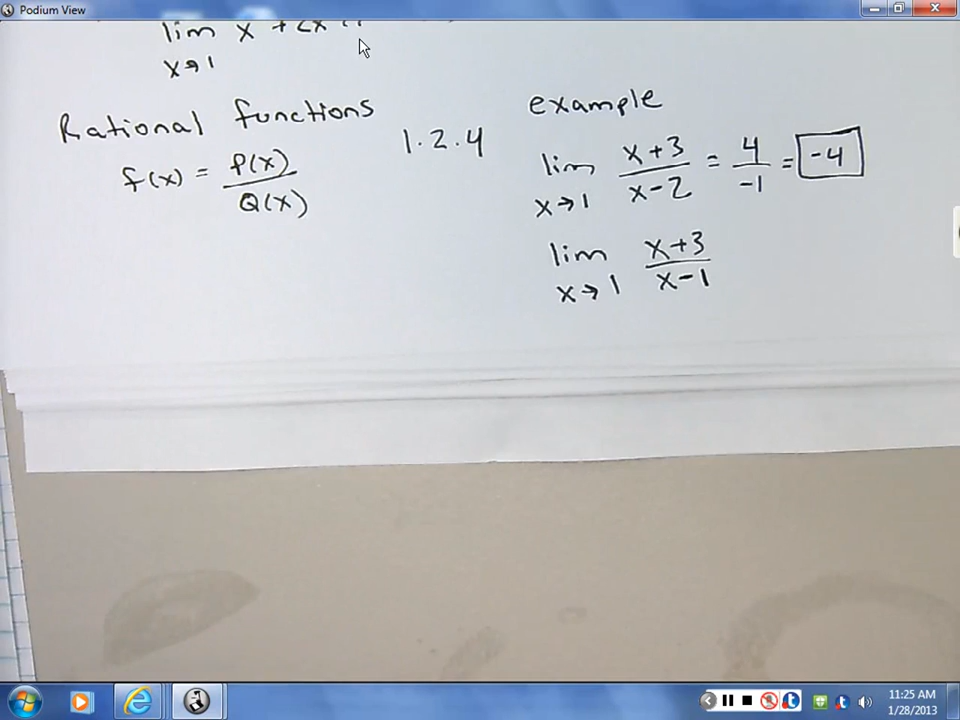 Podium View
lim x + 2x
x→1
Rational functions
f(x) = P(x)/Q(x)
1.2.4
example
lim x+3/x-2 = 4/-1 = -4
x→1
lim x+3/x-1
x→1
11:25 AM
1/28/2013